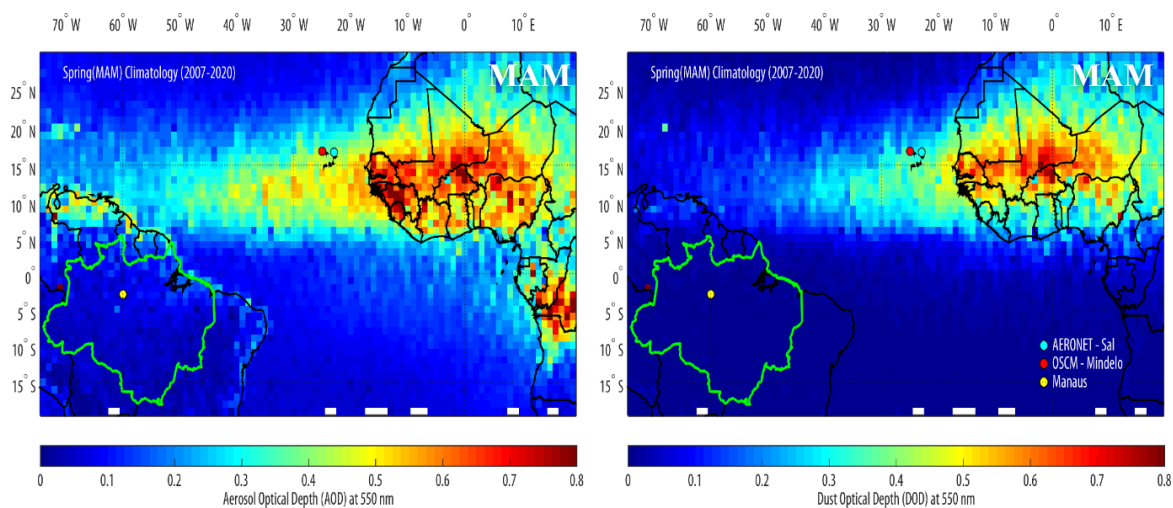 70° W 60° W 50° W 40° W 30° W 20° W 10° W 0° 10° E
70° W 60° W 50° W 40° W 30° W 20° W 10° W 0° 10° E
Spring(MAM) Climatology (2007-2020) MAM
Spring(MAM) Climatology (2007-2020) MAM
25° N
20° N
15° N
10° N
5° N
0°
5° S
10° S
15° S
25° N
20° N
15° N
10° N
5° N
0°
5° S
10° S
15° S
AERONET - Sal
OSCM - Mindelo
Manaus
0 0.1 0.2 0.3 0.4 0.5 0.6 0.7 0.8
Aerosol Optical Depth (AOD) at 550 nm
0 0.1 0.2 0.3 0.4 0.5 0.6 0.7 0.8
Dust Optical Depth (DOD) at 550 nm